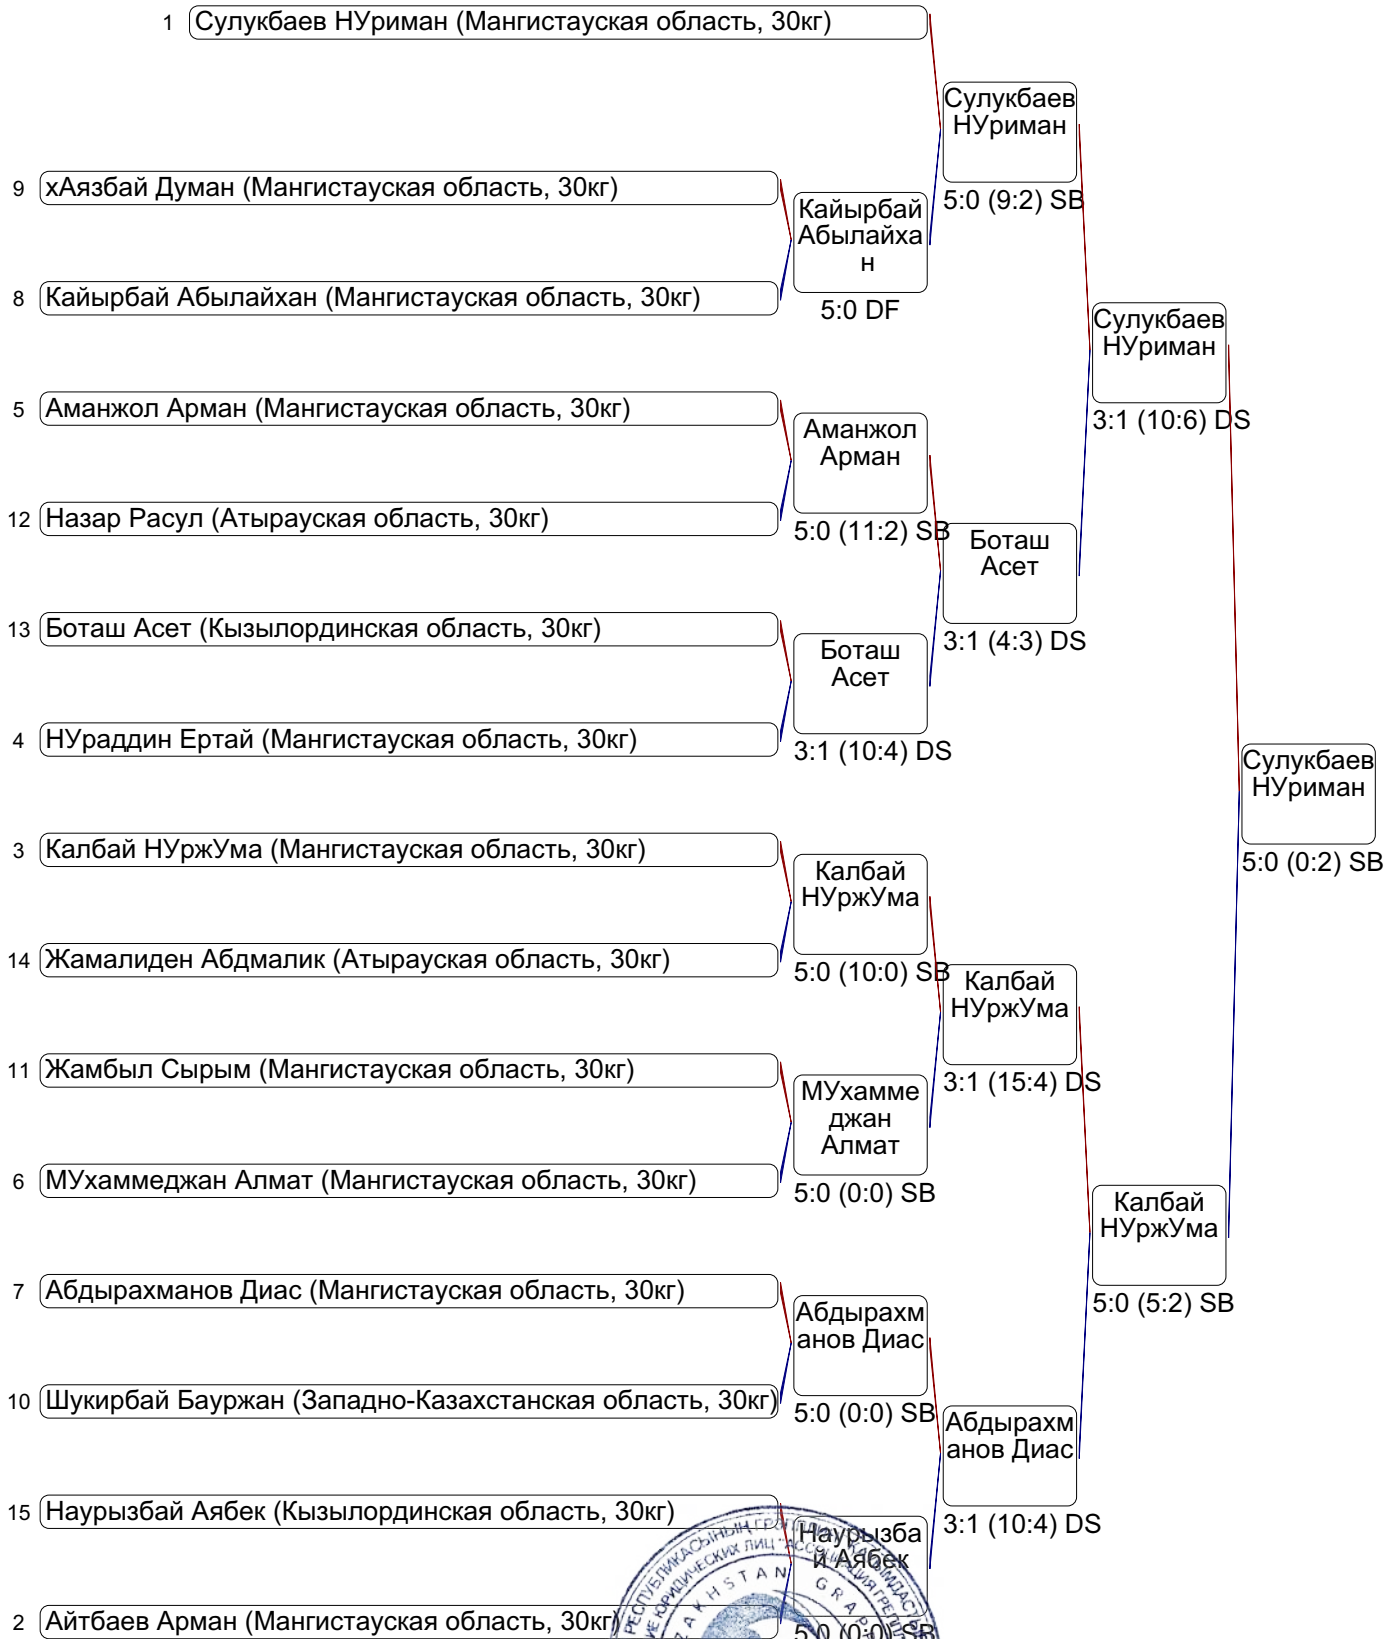 1 Сулукбаев НУриман (Мангистауская область, 30кг)
Сулукбаев
НУриман
5:0 (9:2) SB
9 хАязбай Думан (Мангистауская область, 30кг)
Кайырбай
Абылайха
н
5:0 DF
8 Кайырбай Абылайхан (Мангистауская область, 30кг)
Сулукбаев
НУриман
3:1 (10:6) DS
5 Аманжол Арман (Мангистауская область, 30кг)
Аманжол
Арман
5:0 (11:2) SB
12 Назар Расул (Атырауская область, 30кг)
Боташ
Асет
3:1 (4:3) DS
13 Боташ Асет (Кызылординская область, 30кг)
Боташ
Асет
3:1 (10:4) DS
4 НУраддин Ертай (Мангистауская область, 30кг)
Сулукбаев
НУриман
5:0 (0:2) SB
3 Калбай НУржУма (Мангистауская область, 30кг)
Калбай
НУржУма
5:0 (10:0) SB
14 Жамалиден Абдмалик (Атырауская область, 30кг)
Калбай
НУржУма
3:1 (15:4) DS
11 Жамбыл Сырым (Мангистауская область, 30кг)
МУхамме
джан
Алмат
5:0 (0:0) SB
6 МУхаммеджан Алмат (Мангистауская область, 30кг)
Калбай
НУржУма
5:0 (5:2) SB
7 Абдырахманов Диас (Мангистауская область, 30кг)
Абдырахм
анов Диас
5:0 (0:0) SB
10 Шукирбай Бауржан (Западно-Казахстанская область, 30кг)
Абдырахм
анов Диас
3:1 (10:4) DS
15 Наурызбай Аябек (Кызылординская область, 30кг)
Наурызба
й Аябек
5:0 (0:0) SB
2 Айтбаев Арман (Мангистауская область, 30кг)